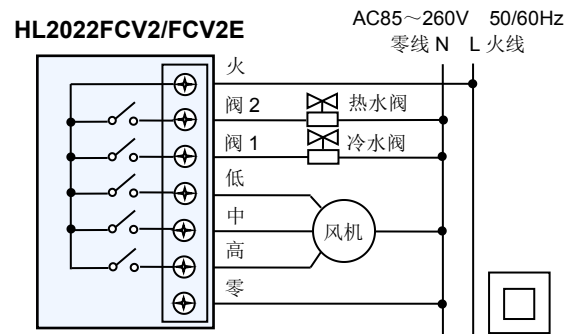 HL2022FCV2/FCV2E
AC85～260V 50/60Hz
零线 N L 火线
火
阀 2 热水阀
阀 1 冷水阀
低
中 风机
高
零